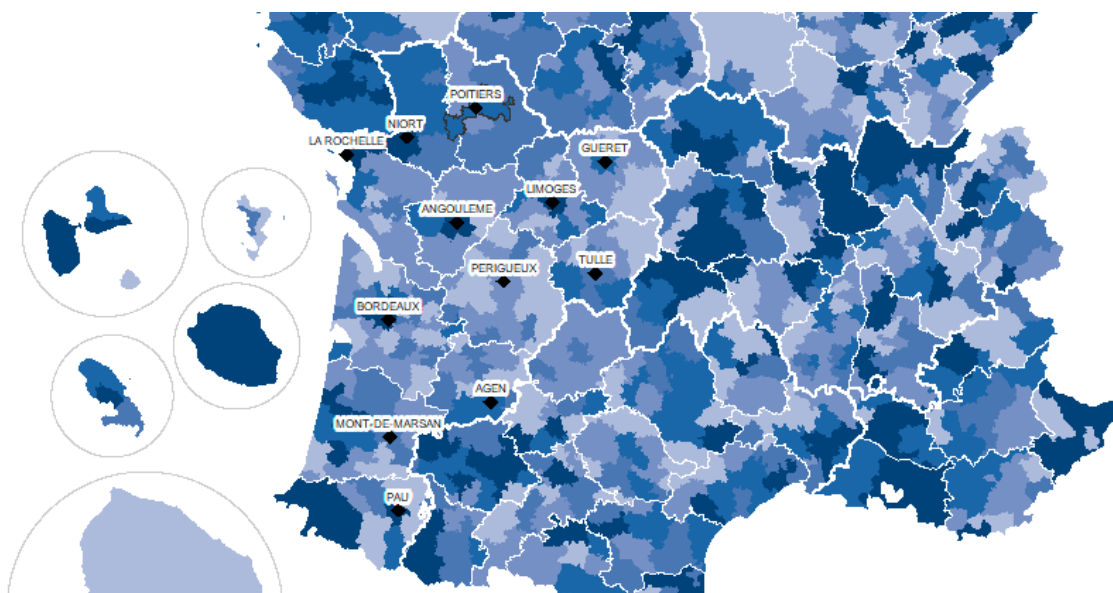 POITIERS
NIORT
LA ROCHELLE
GUERET
LIMOGES
ANGOULEME
TULLE
PERIGUEUX
BORDEAUX
AGEN
MONT-DE-MARSAN
PAU